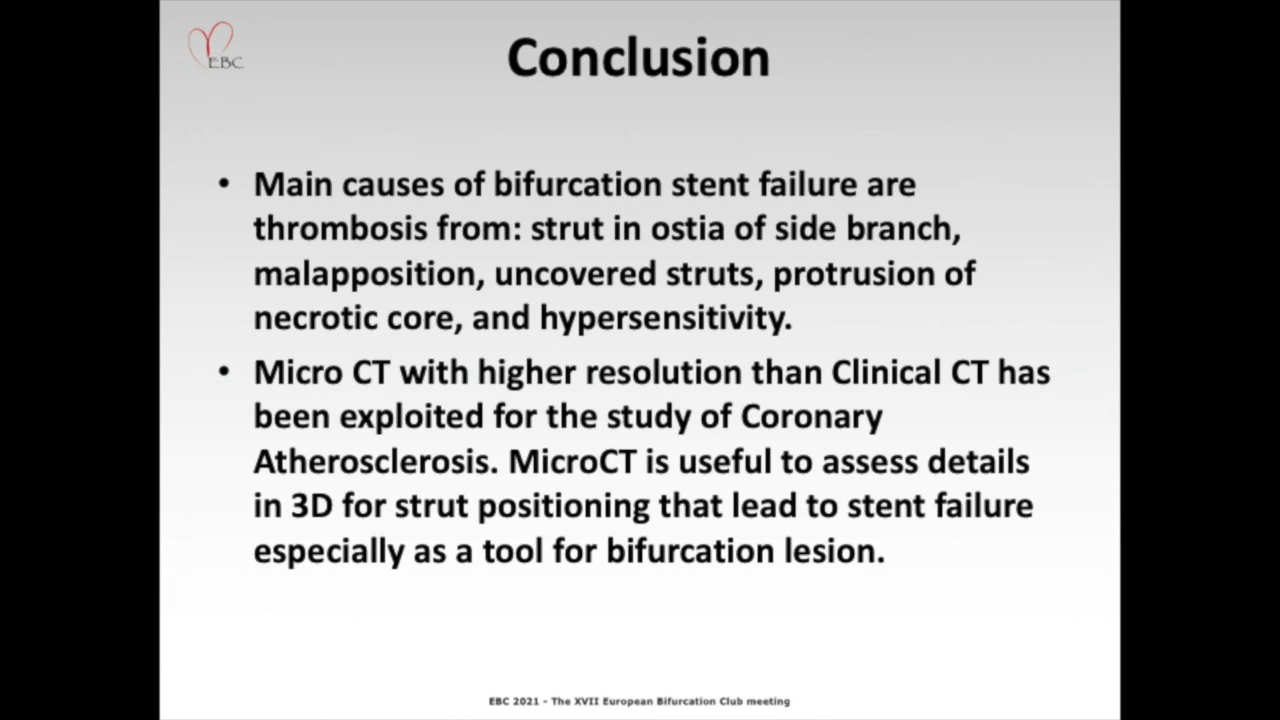 EBC
Conclusion
• Main causes of bifurcation stent failure are
thrombosis from: strut in ostia of side branch,
malapposition, uncovered struts, protrusion of
necrotic core, and hypersensitivity.
• Micro CT with higher resolution than Clinical CT has
been exploited for the study of Coronary
Atherosclerosis. MicroCT is useful to assess details
in 3D for strut positioning that lead to stent failure
especially as a tool for bifurcation lesion.
EBC 2021 - The XVII European Bifurcation Club meeting